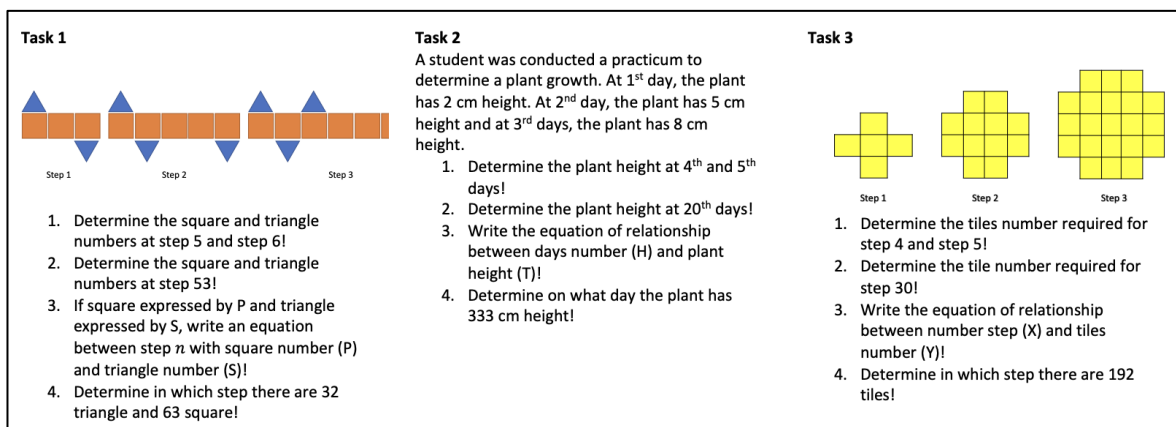 Task 1
Step 1
Step 2
Step 3
1. Determine the square and triangle
numbers at step 5 and step 6!
2. Determine the square and triangle
numbers at step 53!
3. If square expressed by P and triangle
expressed by S, write an equation
between step n with square number (P)
and triangle number (S)!
4. Determine in which step there are 32
triangle and 63 square!
Task 2
A student was conducted a practicum to
determine a plant growth. At 1st day, the plant
has 2 cm height. At 2nd day, the plant has 5 cm
height and at 3rd days, the plant has 8 cm
height.
1. Determine the plant height at 4th and 5th
days!
2. Determine the plant height at 20th days!
3. Write the equation of relationship
between days number (H) and plant
height (T)!
4. Determine on what day the plant has
333 cm height!
Task 3
Step 1
Step 2
Step 3
1. Determine the tiles number required for
step 4 and step 5!
2. Determine the tile number required for
step 30!
3. Write the equation of relationship
between number step (X) and tiles
number (Y)!
4. Determine in which step there are 192
tiles!